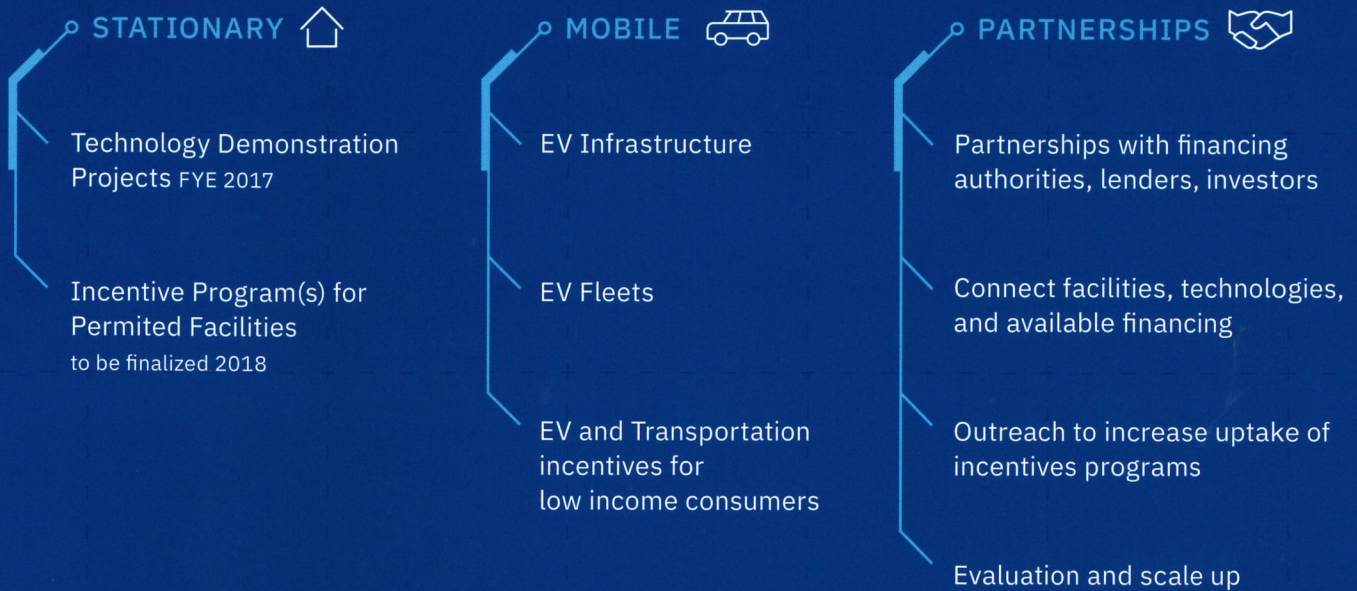 STATIONARY
Technology Demonstration
Projects FYE 2017
Incentive Program(s) for
Permited Facilities
to be finalized 2018
MOBILE
EV Infrastructure
EV Fleets
EV and Transportation
incentives for
low income consumers
PARTNERSHIPS
Partnerships with financing
authorities, lenders, investors
Connect facilities, technologies,
and available financing
Outreach to increase uptake of
incentives programs
Evaluation and scale up